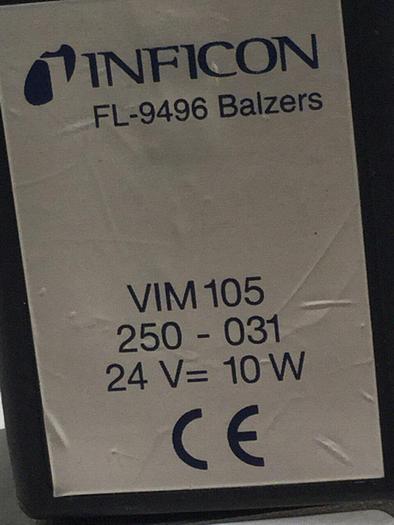 INFICON
FL-9496 Balzers
VIM 105
250 - 031
24 V= 10 W
CE